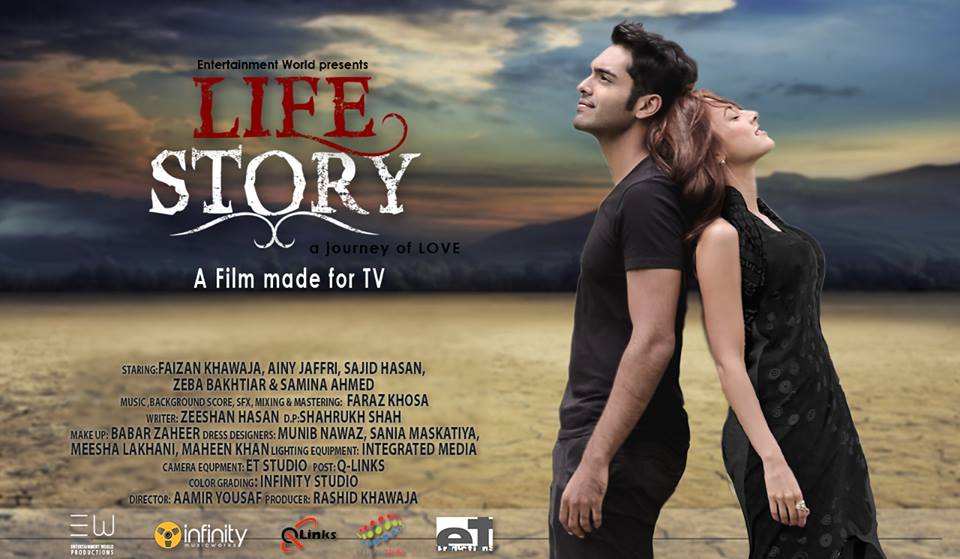 Entertainment World presents
LIFE
STORY
a journey of LOVE
A Film made for TV
STARING:FAIZAN KHAWAJA, AINY JAFFRI, SAJID HASAN,
ZEBA BAKHTIAR & SAMINA AHMED
MUSIC ,BACKGROUND SCORE, SFX, MIXING & MASTERING: FARAZ KHOSA
WRITER: ZEESHAN HASAN D.P:SHAHRUKH SHAH
MAKE UP: BABAR ZAHEER DRESS DESIGNERS: MUNIB NAWAZ, SANIA MASKATIYA,
MEESHA LAKHANI, MAHEEN KHAN LIGHTING EQUIPMENT: INTEGRATED MEDIA
CAMERA EQUPMENT: ET STUDIO POST: Q-LINKS
COLOR GRADING: INFINITY STUDIO
DIRECTOR: AAMIR YOUSAF PRODUCER: RASHID KHAWAJA
EW
ENTERTAINMENT WORLD
PRODUCTIONS
infinity
musicworks
QLinks
et